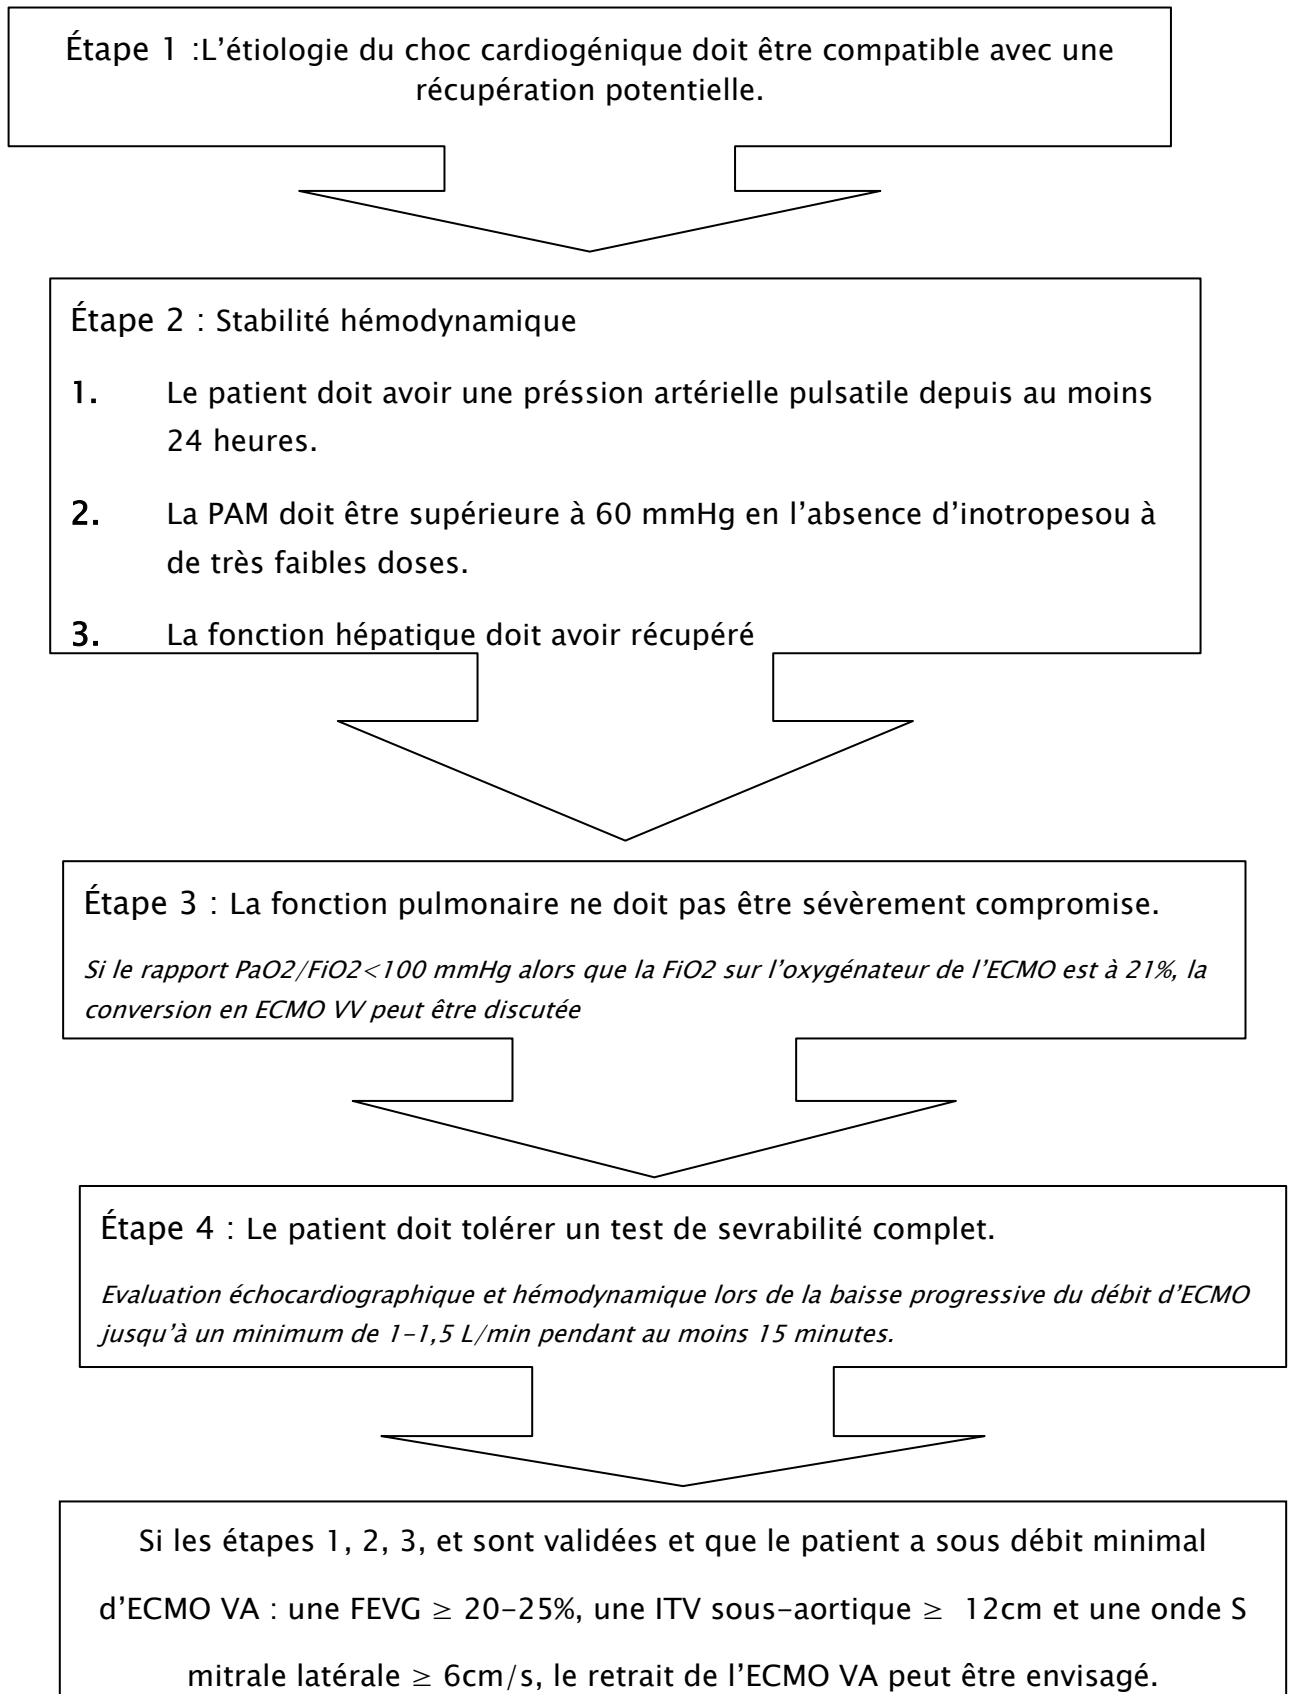 Étape 1 :L’étiologie du choc cardiogénique doit être compatible avec une
récupération potentielle.
Étape 2 : Stabilité hémodynamique
1. Le patient doit avoir une préssion artérielle pulsatile depuis au moins
24 heures.
2. La PAM doit être supérieure à 60 mmHg en l’absence d’inotropesou à
de très faibles doses.
3. La fonction hépatique doit avoir récupéré
Étape 3 : La fonction pulmonaire ne doit pas être sévèrement compromise.
Si le rapport PaO2/FiO2<100 mmHg alors que la FiO2 sur l’oxygénateur de l’ECMO est à 21%, la
conversion en ECMO VV peut être discutée
Étape 4 : Le patient doit tolérer un test de sevrabilité complet.
Evaluation échocardiographique et hémodynamique lors de la baisse progressive du débit d’ECMO
jusqu’à un minimum de 1-1,5 L/min pendant au moins 15 minutes.
Si les étapes 1, 2, 3, et sont validées et que le patient a sous débit minimal
d’ECMO VA : une FEVG ≥ 20-25%, une ITV sous-aortique ≥ 12cm et une onde S
mitrale latérale ≥ 6cm/s, le retrait de l’ECMO VA peut être envisagé.